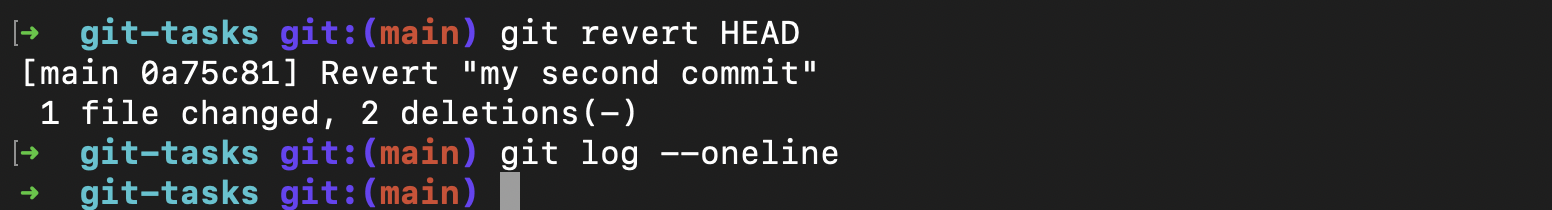 [→ git-tasks git:(main) git revert HEAD
[main 0a75c81] Revert "my second commit"
 1 file changed, 2 deletions(-)
[→ git-tasks git:(main) git log --oneline
→ git-tasks git:(main)